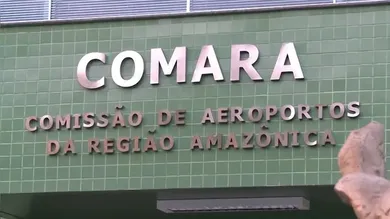 COMARA
COMISSÃO DE AEROPORTOS
DA REGIÃO AMAZÔNICA